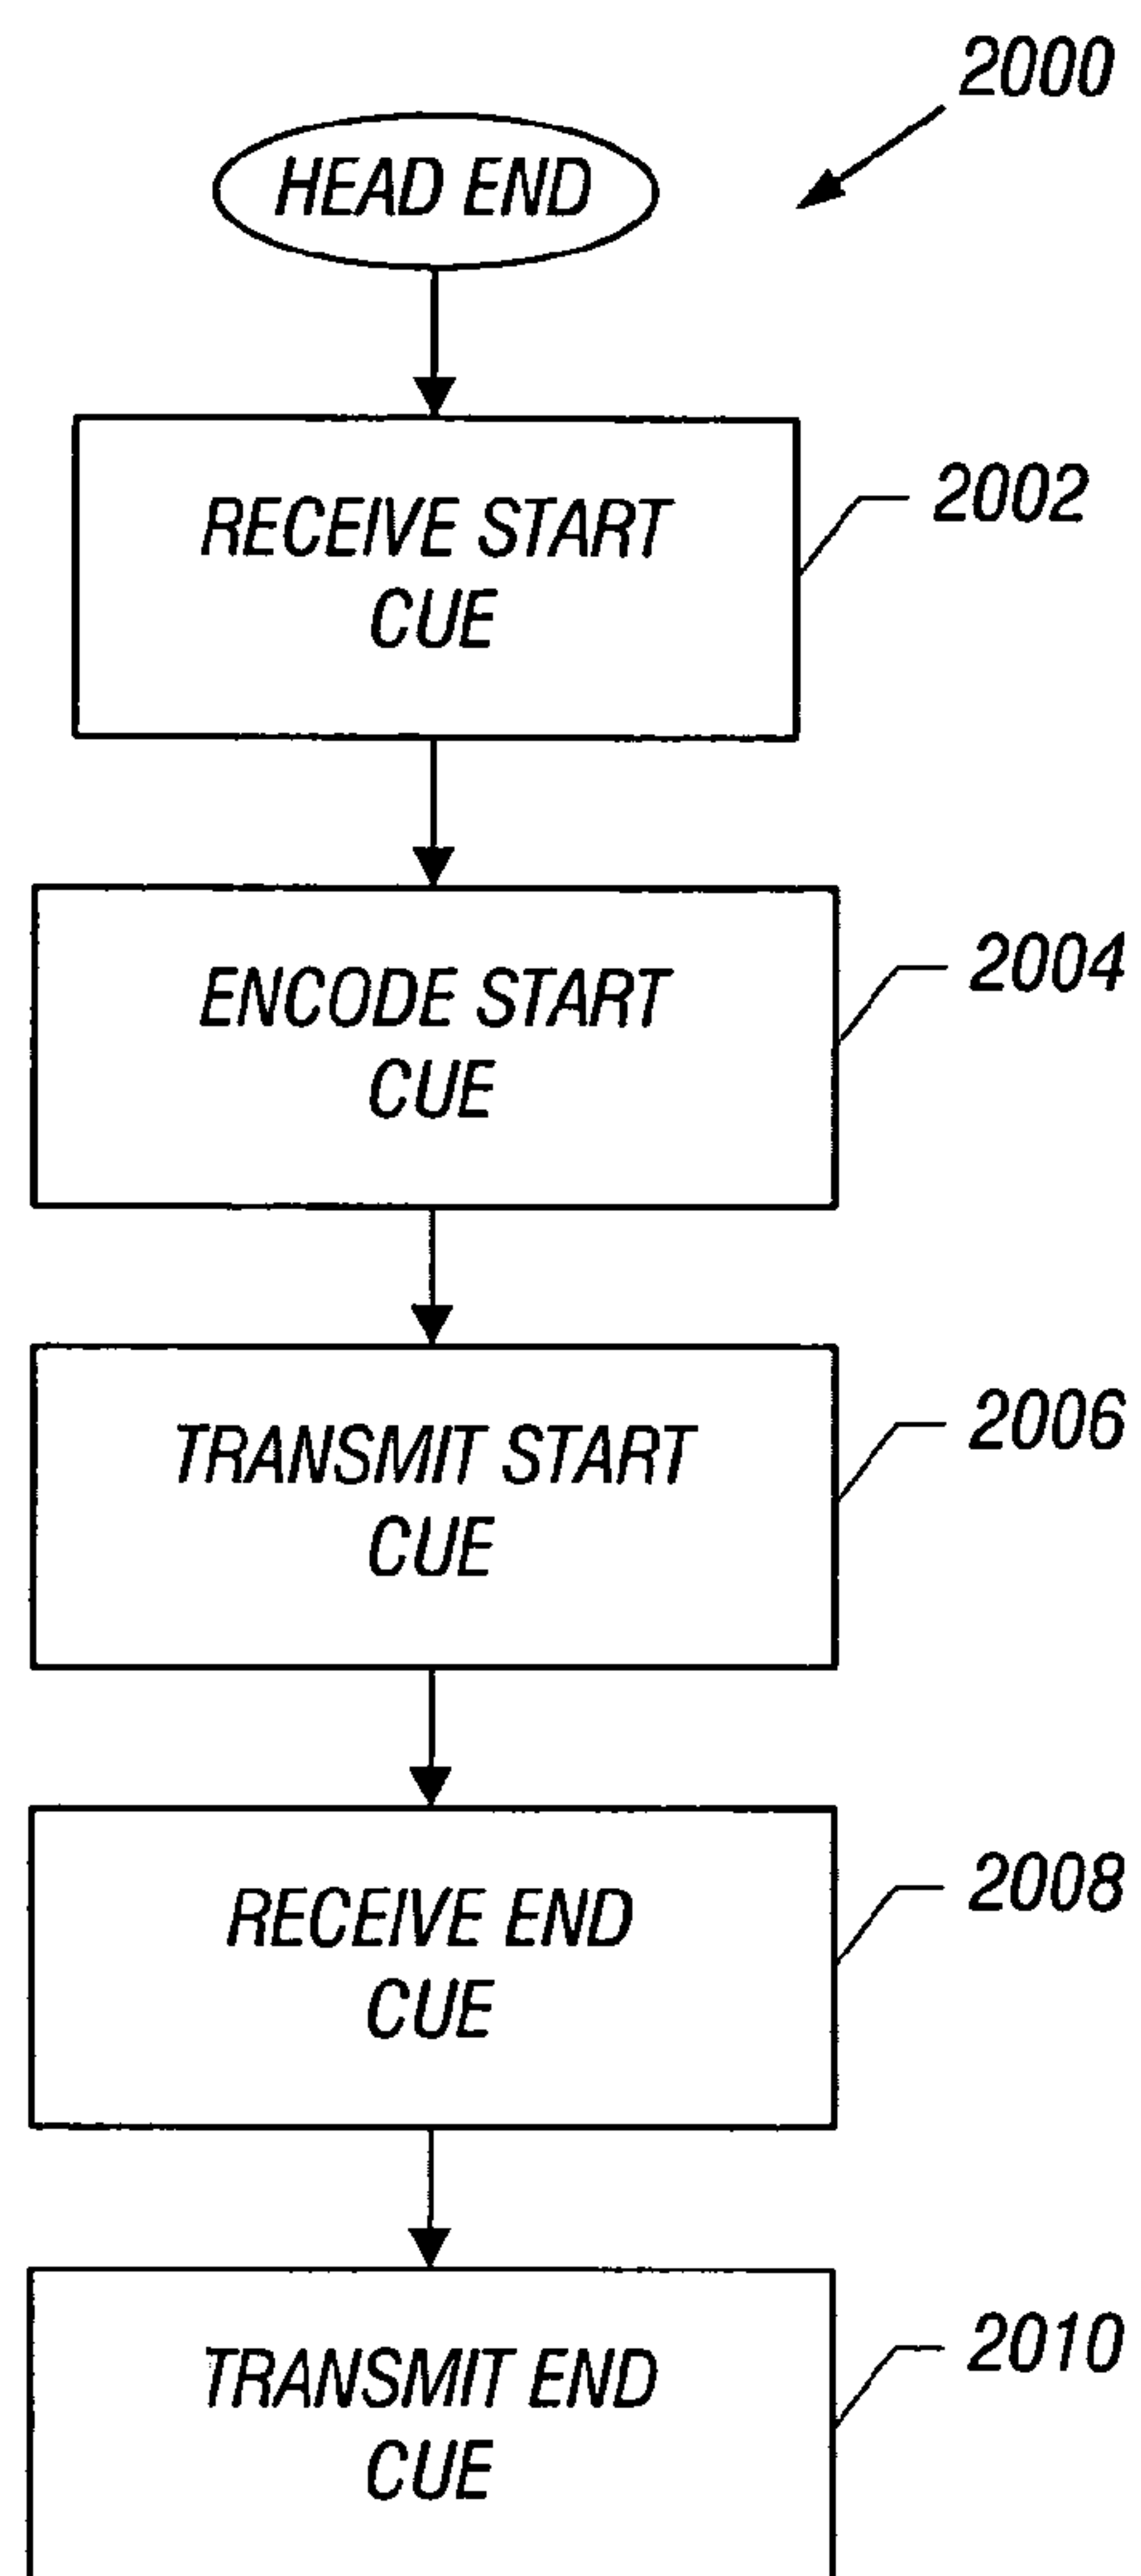 2000
HEAD END
RECEIVE START
CUE
2002
ENCODE START
CUE
2004
TRANSMIT START
CUE
2006
RECEIVE END
CUE
2008
TRANSMIT END
CUE
2010